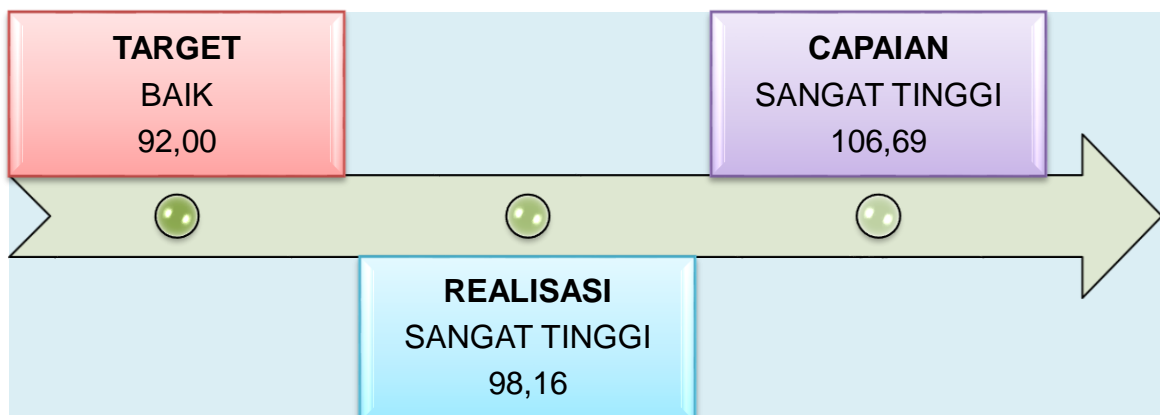 TARGET
BAIK
92,00
REALISASI
SANGAT TINGGI
98,16
CAPAIAN
SANGAT TINGGI
106,69